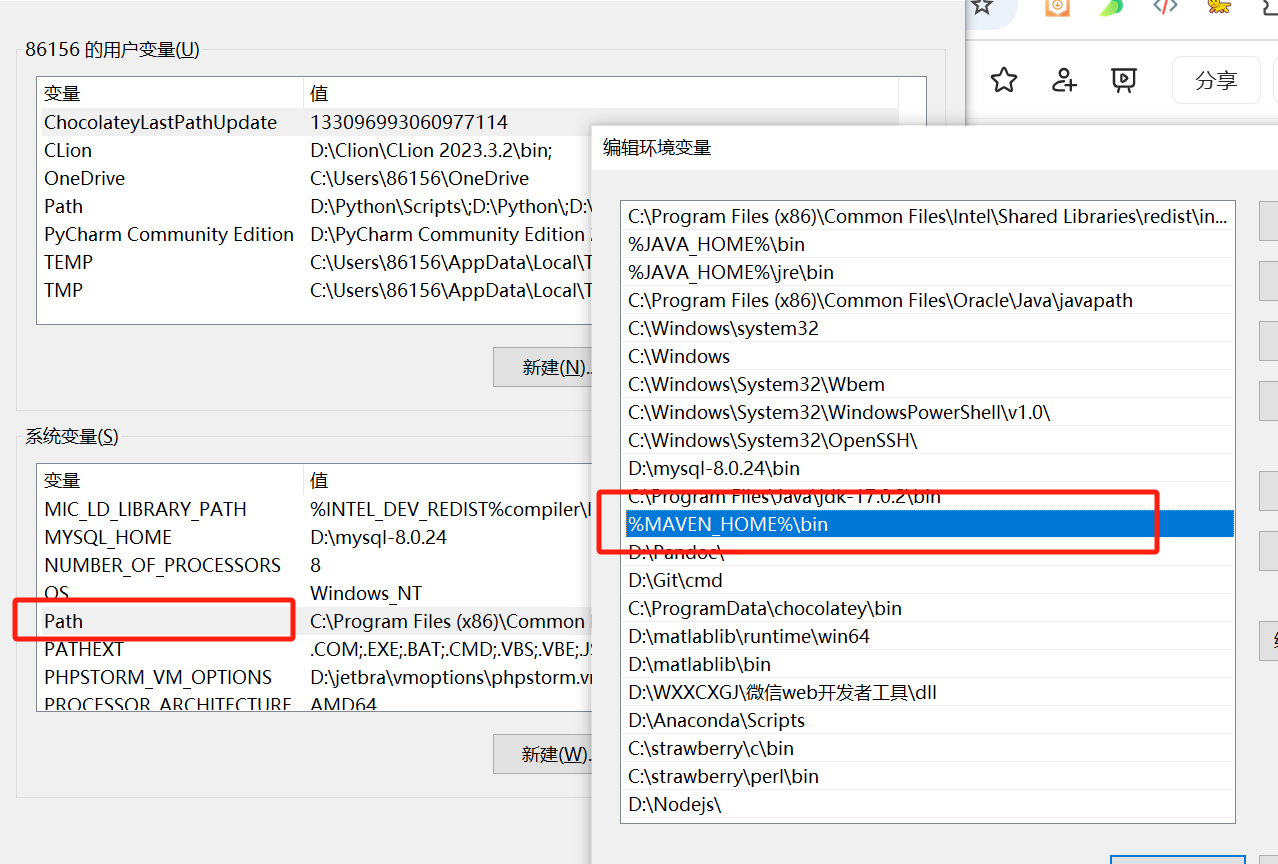 86156 的用户变量(U)
变量 值
ChocolateyLastPathUpdate 133096993060977114
CLion D:\Clion\CLion 2023.3.2\bin;
OneDrive C:\Users\86156\OneDrive
Path D:\Python\Scripts\;D:\Python\;D:\
PyCharm Community Edition D:\PyCharm Community Edition
TEMP C:\Users\86156\AppData\Local\T
TMP C:\Users\86156\AppData\Local\T
新建(N)..
系统变量(S)
变量 值
MIC_LD_LIBRARY_PATH %INTEL_DEV_REDIST%compiler\l
MYSQL_HOME D:\mysql-8.0.24
NUMBER_OF_PROCESSORS 8
OS Windows_NT
Path C:\Program Files (x86)\Common
PATHEXT .COM;.EXE;.BAT;.CMD;.VBS;.VBE;.JS
PHPSTORM_VM_OPTIONS D:\jetbra\vmoptions\phpstorm.vr
PROCESSOR_ARCHITECTURE AMD64
新建(W)..
分享
编辑环境变量
C:\Program Files (x86)\Common Files\Intel\Shared Libraries\redist\in...
%JAVA_HOME%\bin
%JAVA_HOME%\jre\bin
C:\Program Files (x86)\Common Files\Oracle\Java\javapath
C:\Windows\system32
C:\Windows
C:\Windows\System32\Wbem
C:\Windows\System32\WindowsPowerShell\v1.0\
C:\Windows\System32\OpenSSH\
D:\mysql-8.0.24\bin
C:\Program Files\Java\jdk-17.0.2\bin
%MAVEN_HOME%\bin
D:\Pandoc\
D:\Git\cmd
C:\ProgramData\chocolatey\bin
D:\matlablib\runtime\win64
D:\matlablib\bin
D:\WXXCXGJ\微信web开发者工具\dll
D:\Anaconda\Scripts
C:\strawberry\c\bin
C:\strawberry\perl\bin
D:\Nodejs\